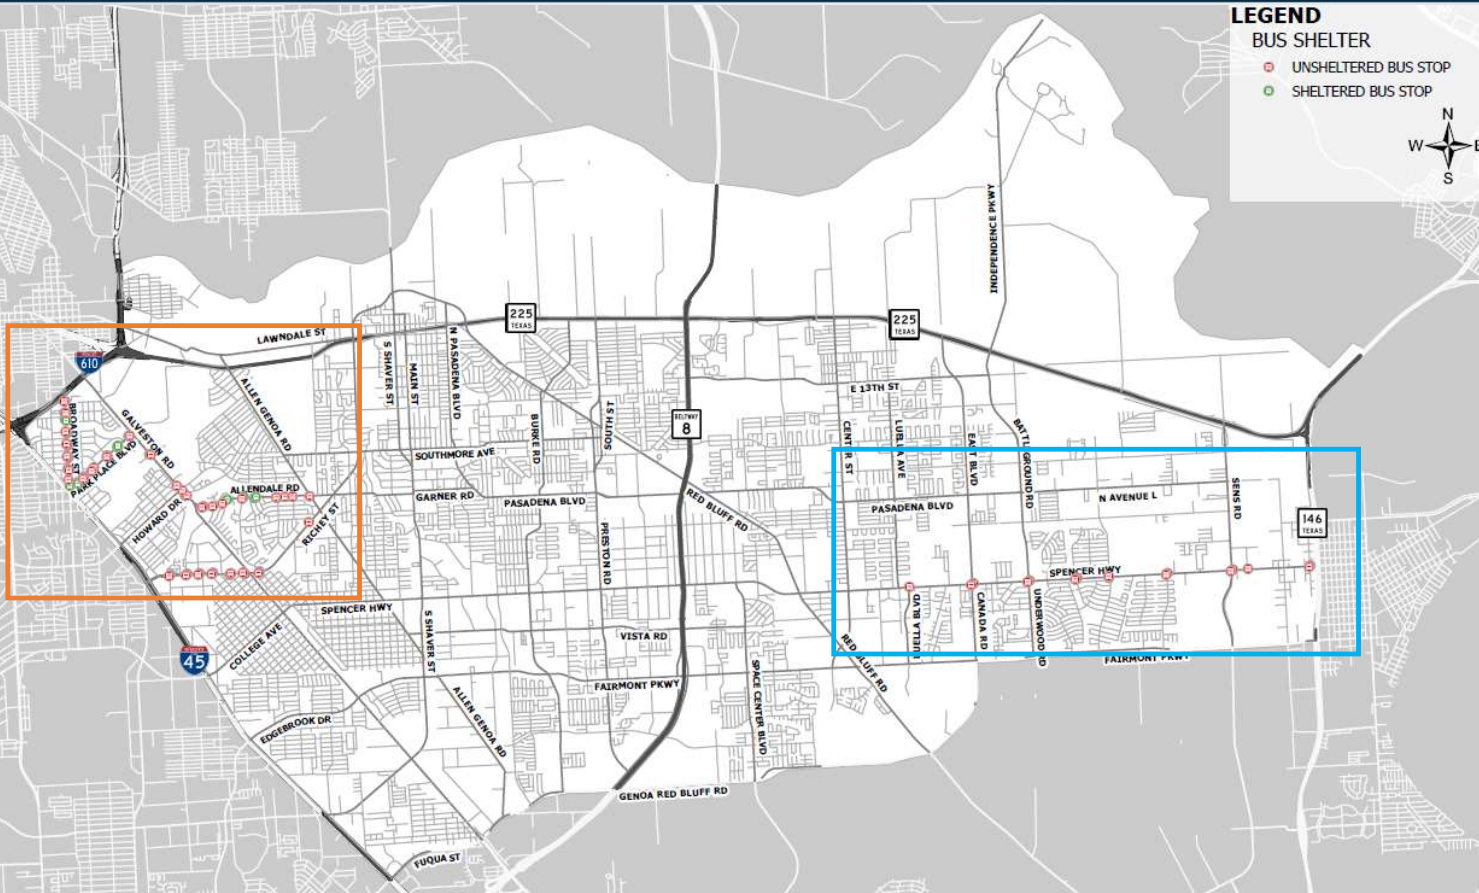 LEGEND
BUS SHELTER
UNSHELTERED BUS STOP
SHELTERED BUS STOP
N
W E
S
INDEPENDENCE PKWY
225
TEXAS
225
TEXAS
LAWNDALE ST
610
ALLEN GENOA RD
S SHAVER ST
MAIN ST
N PASADENA BLVD
BROADWAY ST
GALVESTON RD
PARK PLACE BLVD
HOWARD DR
ALLENDALE RD
RICHEY ST
SOUTHMORE AVE
BURKE RD
SOUTH ST
BELTWAY
8
E 13TH ST
CENTER ST
LUELLA AVE
EAST BLVD
BATTLEGROUND RD
GARNER RD
PASADENA BLVD
RED BLUFF RD
PASADENA BLVD
N AVENUE L
SENS RD
146
TEXAS
PRESTON RD
SPENCER HWY
SPENCER HWY
LUELLA BLVD
CANADA RD
UNDERWOOD RD
COLLEGE AVE
45
S SHAVER ST
VISTA RD
RED BLUFF RD
FAIRMONT PKWY
FAIRMONT PKWY
SPACE CENTER BLVD
ALLEN GENOA RD
EDGEBROOK DR
GENOA RED BLUFF RD
FUQUA ST